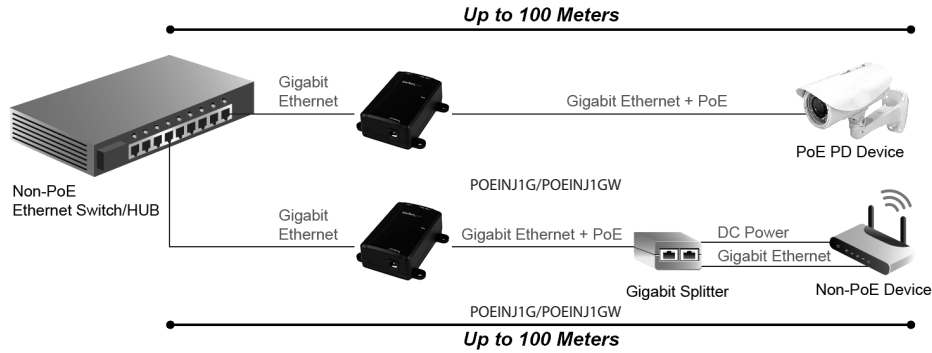 Up to 100 Meters
Gigabit
Ethernet
Gigabit Ethernet + PoE
PoE PD Device
Non-PoE
Ethernet Switch/HUB
POEINJ1G/POEINJ1GW
Gigabit
Ethernet
Gigabit Ethernet + PoE
DC Power
Gigabit Ethernet
Gigabit Splitter
Non-PoE Device
POEINJ1G/POEINJ1GW
Up to 100 Meters